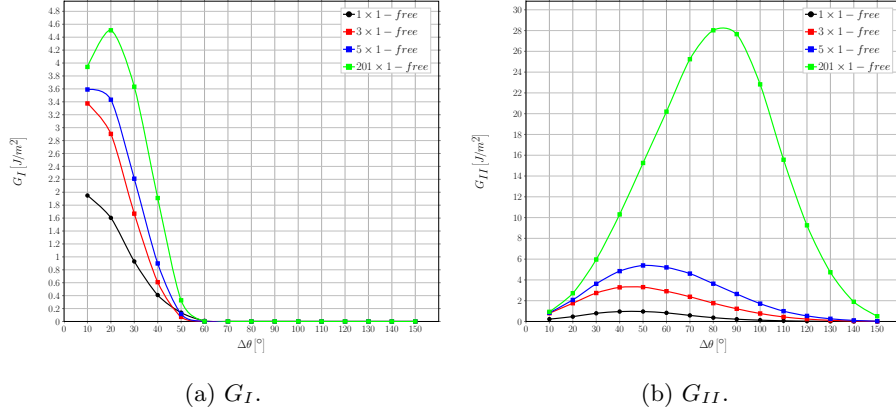 4.8
4.6
4.4
4.2
4
3.8
3.6
3.4
3.2
3
2.8
2.6
2.4
2.2
2
1.8
1.6
1.4
1.2
1
0.8
0.6
0.4
0.2
0
G_I [J/m²]
0 10 20 30 40 50 60 70 80 90 100 110 120 130 140 150
Δθ[°]
1 × 1 − free
3 × 1 − free
5 × 1 − free
201 × 1 − free
(a) G_I.
30
28
26
24
22
20
18
16
14
12
10
8
6
4
2
0
G_{II} [J/m²]
0 10 20 30 40 50 60 70 80 90 100 110 120 130 140 150
Δθ[°]
1 × 1 − free
3 × 1 − free
5 × 1 − free
201 × 1 − free
(b) G_{II}.